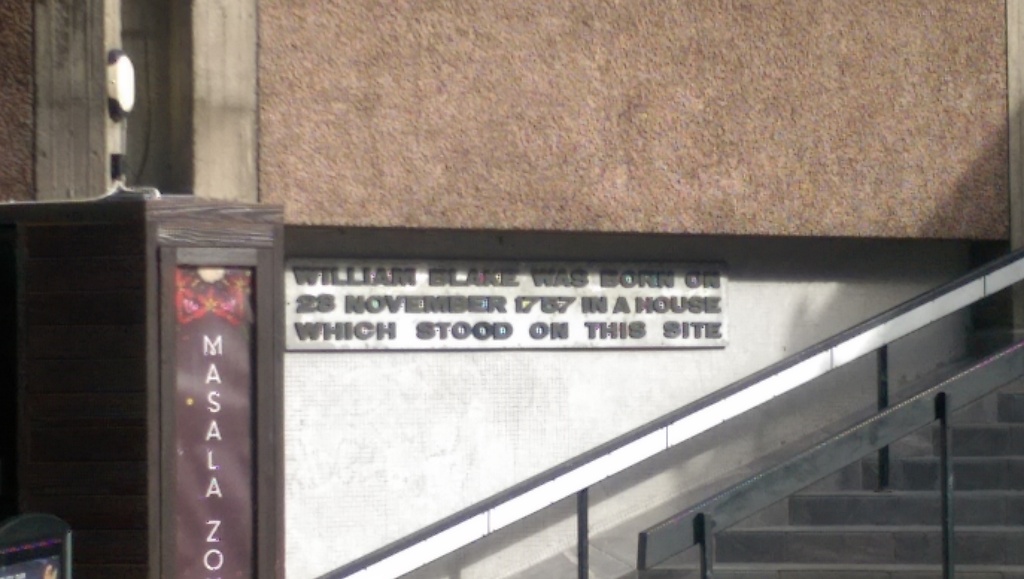 WILLIAM BLAKE WAS BORN ON
28 NOVEMBER 1757 IN A HOUSE
WHICH STOOD ON THIS SITE
MASALA ZO